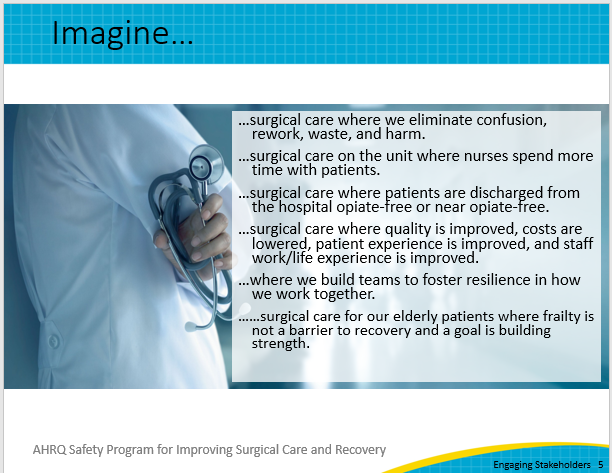 Imagine…
…surgical care where we eliminate confusion,
rework, waste, and harm.
…surgical care on the unit where nurses spend more
time with patients.
…surgical care where patients are discharged from
the hospital opiate-free or near opiate-free.
…surgical care where quality is improved, costs are
lowered, patient experience is improved, and staff
work/life experience is improved.
…where we build teams to foster resilience in how
we work together.
……surgical care for our elderly patients where frailty is
not a barrier to recovery and a goal is building
strength.
AHRQ Safety Program for Improving Surgical Care and Recovery
Engaging Stakeholders 5